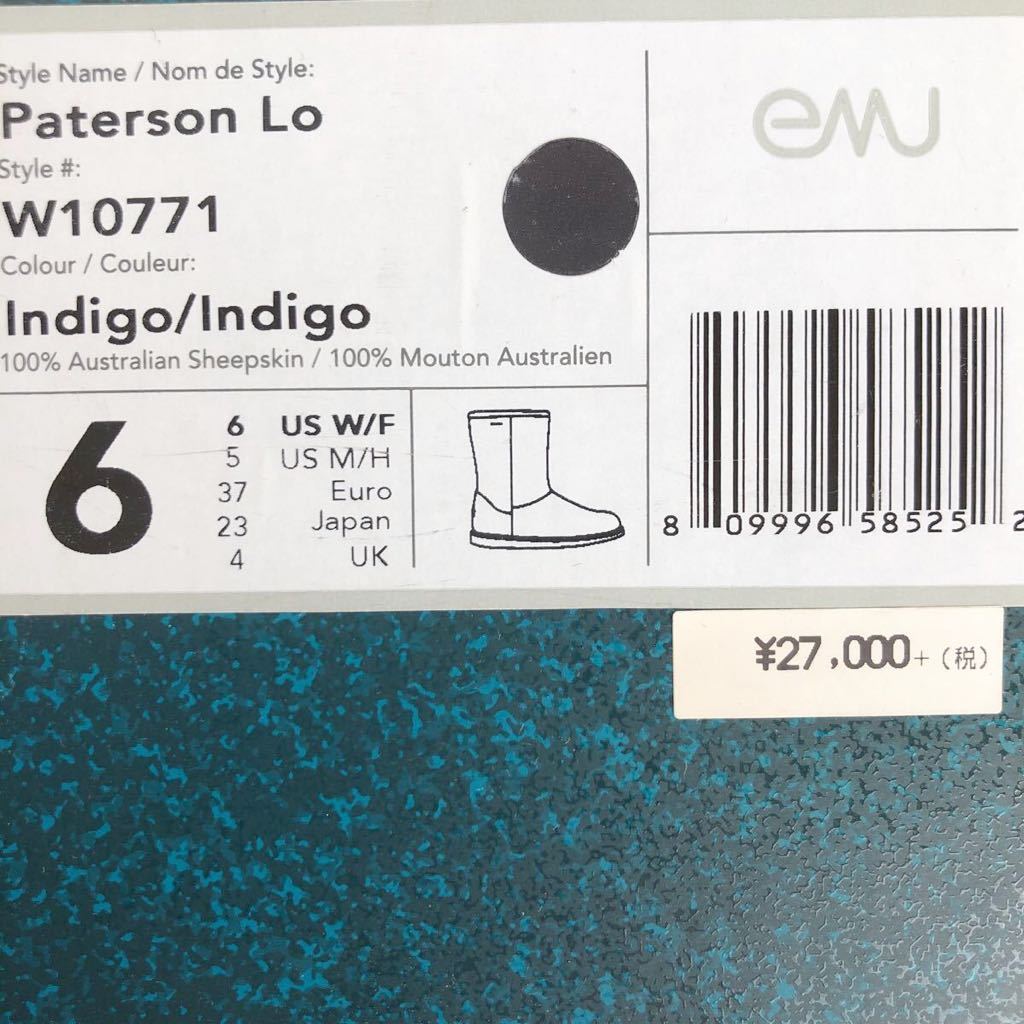 Style Name / Nom de Style:
Paterson Lo
Style #:
W10771
Colour / Couleur:
Indigo/Indigo
100% Australian Sheepskin / 100% Mouton Australien
6
6 US W/F
5 US M/H
37 Euro
23 Japan
4 UK
emu
8 09996 58525 2
¥27,000+(税)